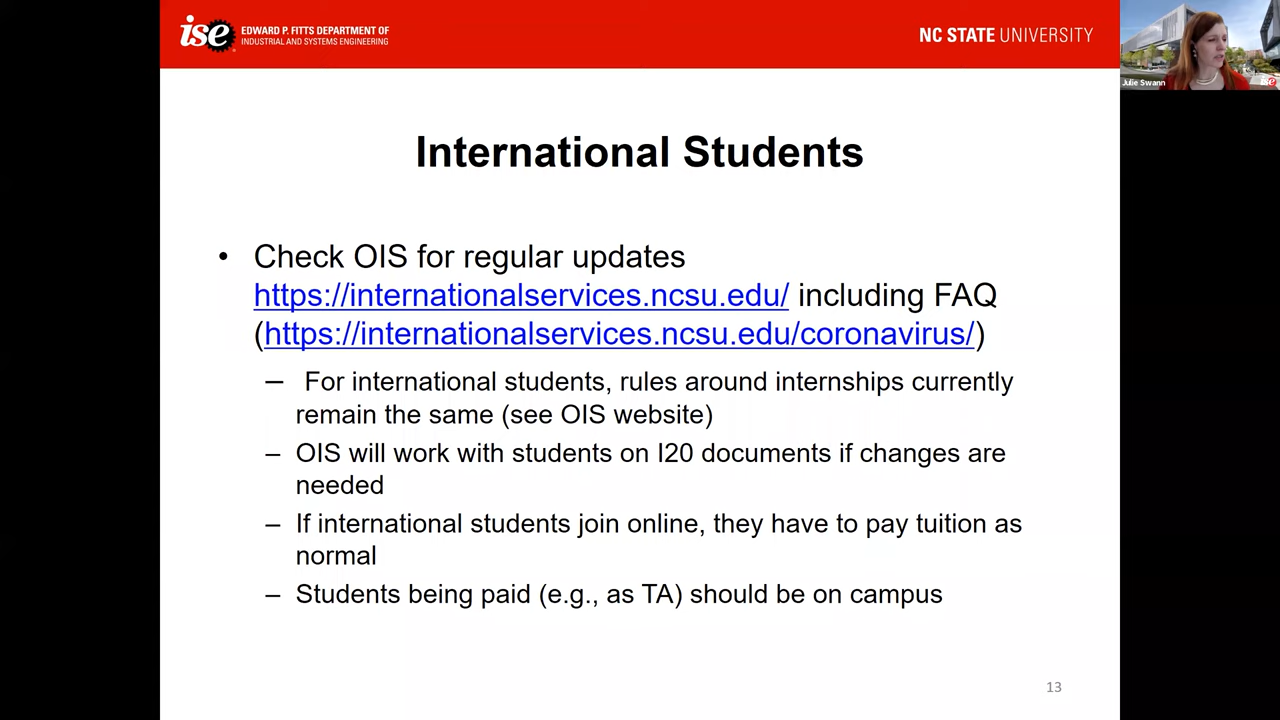 ise EDWARD P. FITTS DEPARTMENT OF
INDUSTRIAL AND SYSTEMS ENGINEERING
NC STATE UNIVERSITY
Julie Swann
ise
International Students
• Check OIS for regular updates
https://internationalservices.ncsu.edu/ including FAQ
(https://internationalservices.ncsu.edu/coronavirus/)
– For international students, rules around internships currently
remain the same (see OIS website)
– OIS will work with students on I20 documents if changes are
needed
– If international students join online, they have to pay tuition as
normal
– Students being paid (e.g., as TA) should be on campus
13